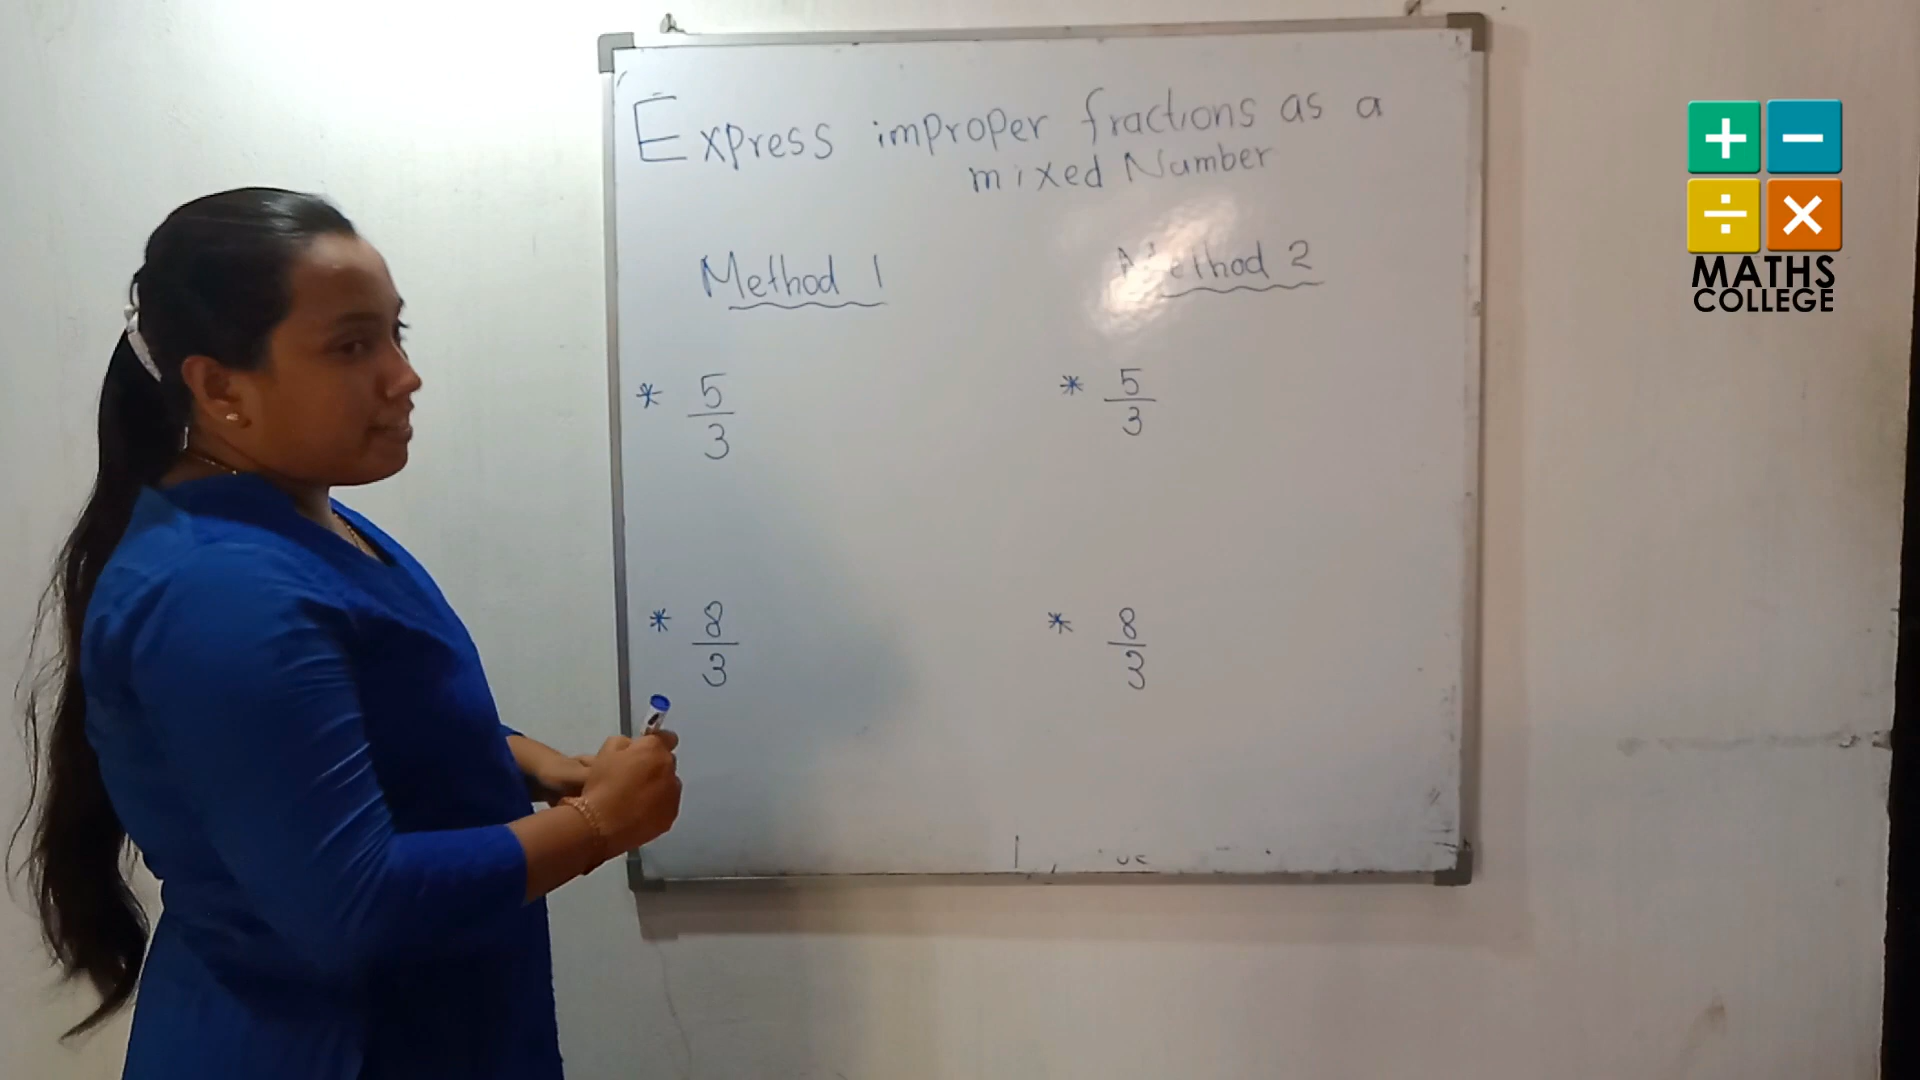 Express improper fractions as a
mixed Number
Method 1
Method 2
* 5/3
* 5/3
* 8/3
* 8/3
+ −
÷ ×
MATHS
COLLEGE